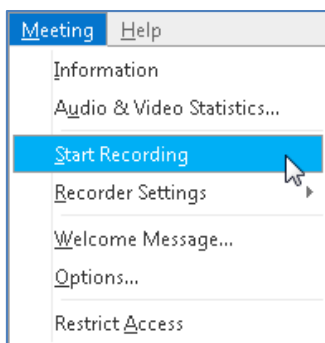 Meeting Help
Information
Audio & Video Statistics...
Start Recording
Recorder Settings
Welcome Message...
Options...
Restrict Access